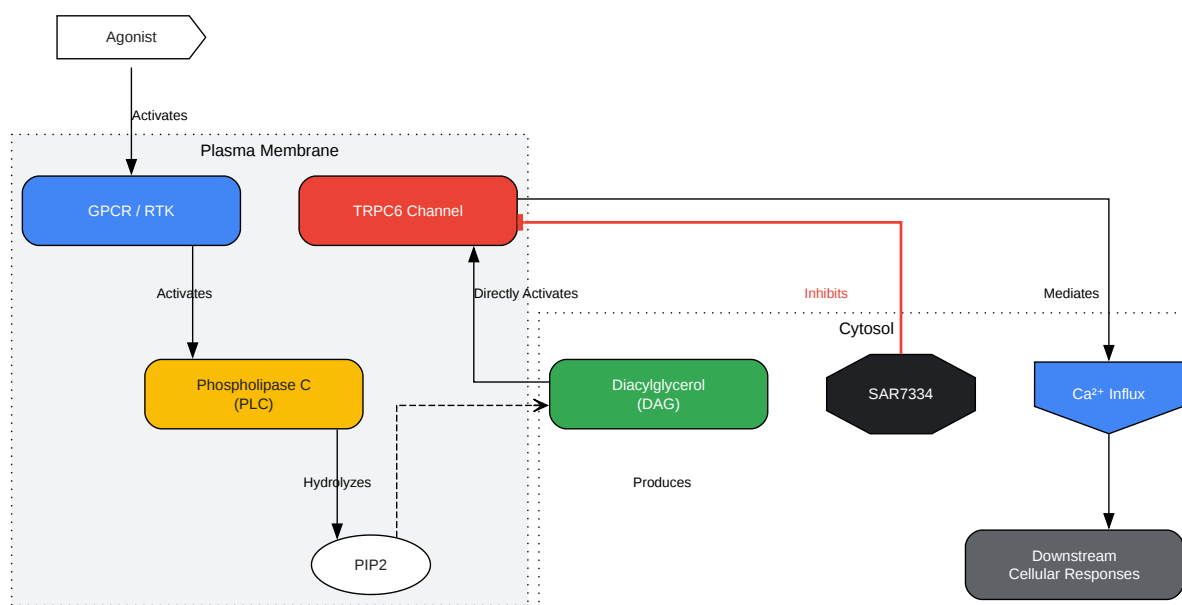 Agonist
Activates
Plasma Membrane
GPCR / RTK
TRPC6 Channel
Activates
Directly Activates
Inhibits
Mediates
Cytosol
Phospholipase C
(PLC)
Diacylglycerol
(DAG)
SAR7334
Ca²⁺ Influx
Hydrolyzes
Produces
PIP2
Downstream
Cellular Responses